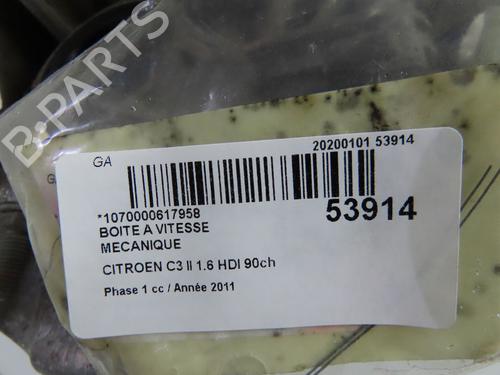 B-PARTS
GA
20200101 53914
*1070000617958
53914
BOITE A VITESSE
MECANIQUE
CITROEN C3 II 1.6 HDI 90ch
Phase 1 cc / Année 2011